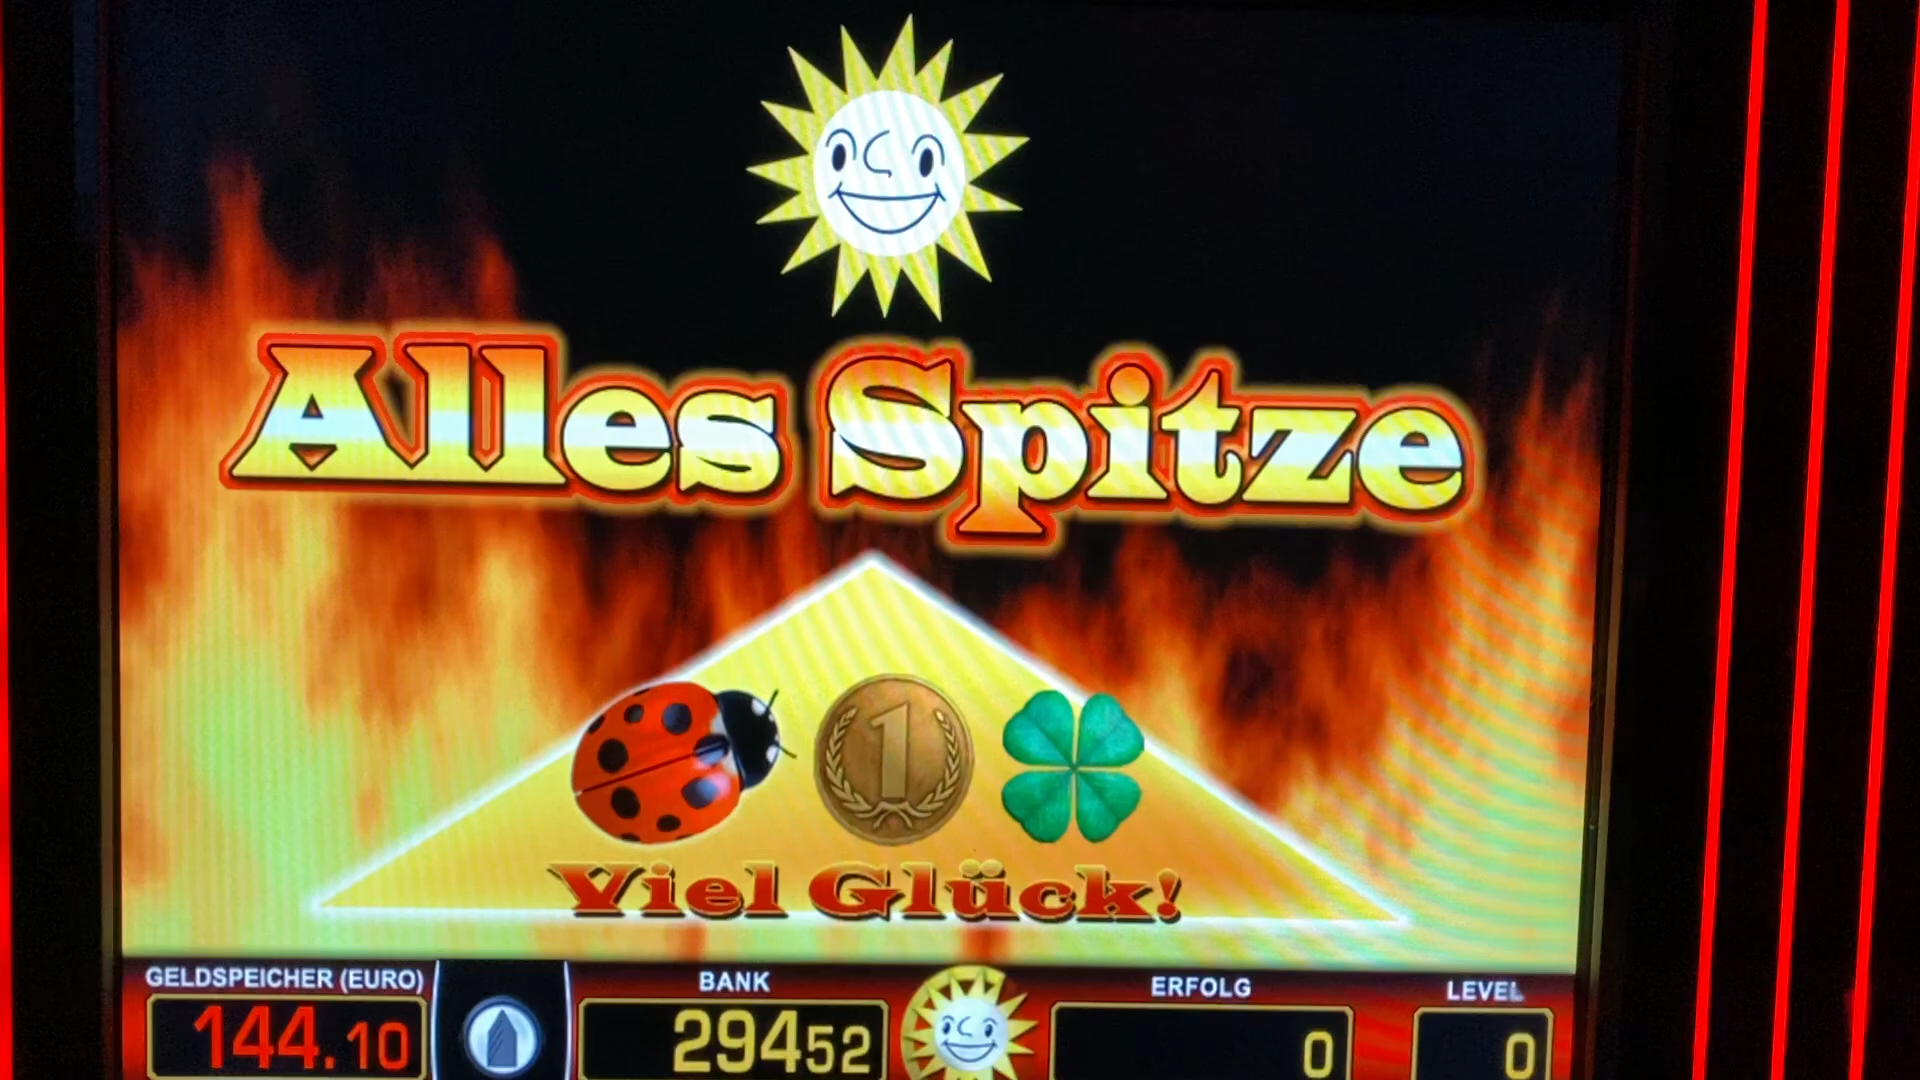 Alles Spitze
1
Viel Glück!
GELDSPEICHER (EURO) BANK ERFOLG LEVEL
144.10 29452 0 0